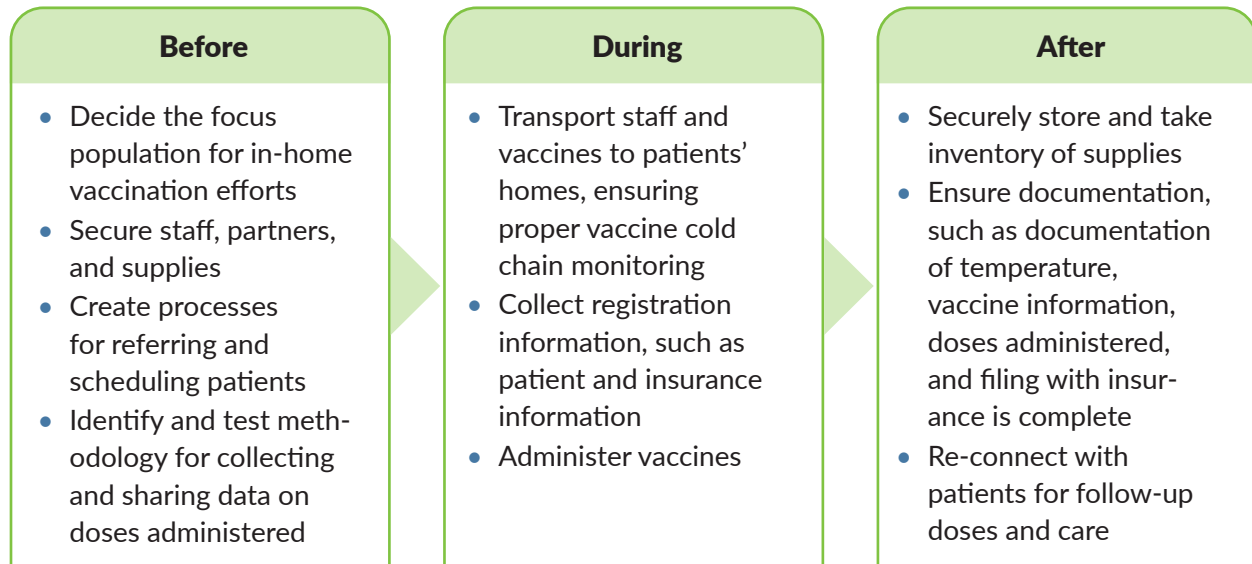 Before
• Decide the focus
population for in-home
vaccination efforts
• Secure staff, partners,
and supplies
• Create processes
for referring and
scheduling patients
• Identify and test meth-
odology for collecting
and sharing data on
doses administered
During
• Transport staff and
vaccines to patients’
homes, ensuring
proper vaccine cold
chain monitoring
• Collect registration
information, such as
patient and insurance
information
• Administer vaccines
After
• Securely store and take
inventory of supplies
• Ensure documentation,
such as documentation
of temperature,
vaccine information,
doses administered,
and filing with insur-
ance is complete
• Re-connect with
patients for follow-up
doses and care